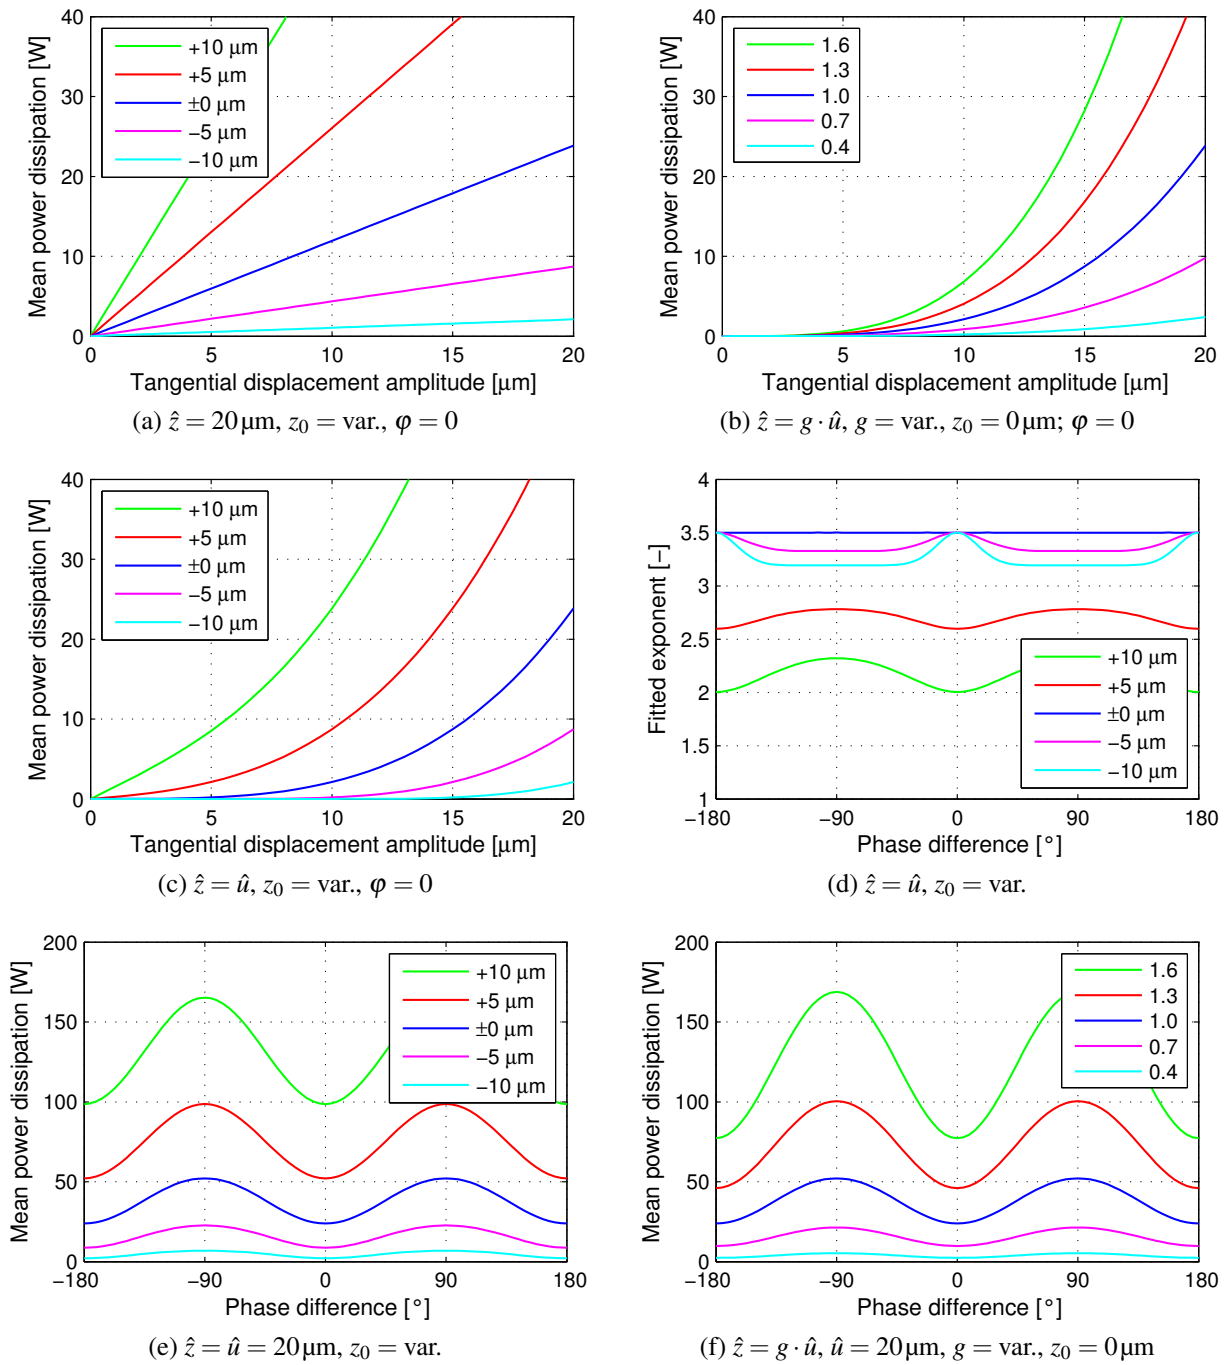 Mean power dissipation [W]
40
30
20
10
0
+10 µm
+5 µm
±0 µm
−5 µm
−10 µm
0 5 10 15 20
Tangential displacement amplitude [µm]
(a) ẑ = 20 µm, z₀ = var., φ = 0
Mean power dissipation [W]
40
30
20
10
0
1.6
1.3
1.0
0.7
0.4
0 5 10 15 20
Tangential displacement amplitude [µm]
(b) ẑ = g · û, g = var., z₀ = 0 µm; φ = 0
Mean power dissipation [W]
40
30
20
10
0
+10 µm
+5 µm
±0 µm
−5 µm
−10 µm
0 5 10 15 20
Tangential displacement amplitude [µm]
(c) ẑ = û, z₀ = var., φ = 0
Fitted exponent [−]
4
3.5
3
2.5
2
1.5
1
+10 µm
+5 µm
±0 µm
−5 µm
−10 µm
−180 −90 0 90 180
Phase difference [°]
(d) ẑ = û, z₀ = var.
Mean power dissipation [W]
200
150
100
50
0
+10 µm
+5 µm
±0 µm
−5 µm
−10 µm
−180 −90 0 90 180
Phase difference [°]
(e) ẑ = û = 20 µm, z₀ = var.
Mean power dissipation [W]
200
150
100
50
0
1.6
1.3
1.0
0.7
0.4
−180 −90 0 90 180
Phase difference [°]
(f) ẑ = g · û, û = 20 µm, g = var., z₀ = 0 µm